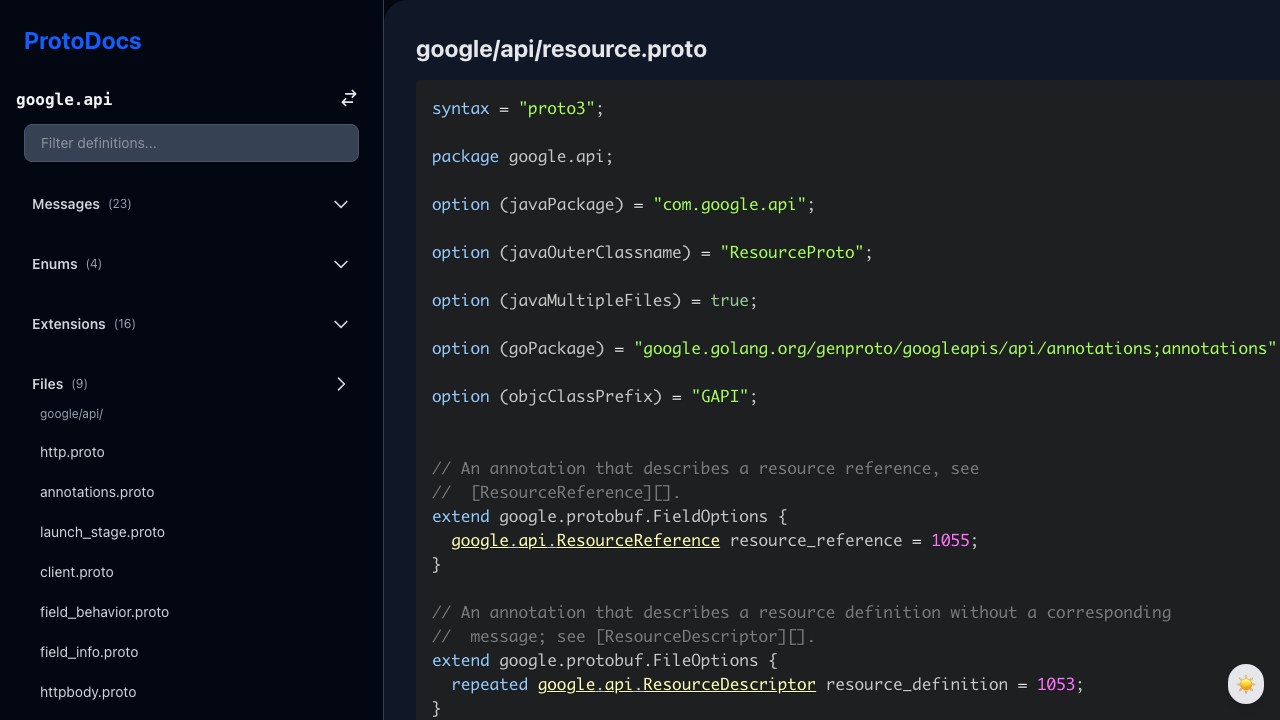 ProtoDocs
google.api
Filter definitions...
Messages (23)
Enums (4)
Extensions (16)
Files (9)
google/api/
http.proto
annotations.proto
launch_stage.proto
client.proto
field_behavior.proto
field_info.proto
httpbody.proto
google/api/resource.proto
syntax = "proto3";
package google.api;
option (javaPackage) = "com.google.api";
option (javaOuterClassname) = "ResourceProto";
option (javaMultipleFiles) = true;
option (goPackage) = "google.golang.org/genproto/googleapis/api/annotations;annotations"
option (objcClassPrefix) = "GAPI";
// An annotation that describes a resource reference, see
//  [ResourceReference][].
extend google.protobuf.FieldOptions {
  google.api.ResourceReference resource_reference = 1055;
}
// An annotation that describes a resource definition without a corresponding
//  message; see [ResourceDescriptor][].
extend google.protobuf.FileOptions {
  repeated google.api.ResourceDescriptor resource_definition = 1053;
}